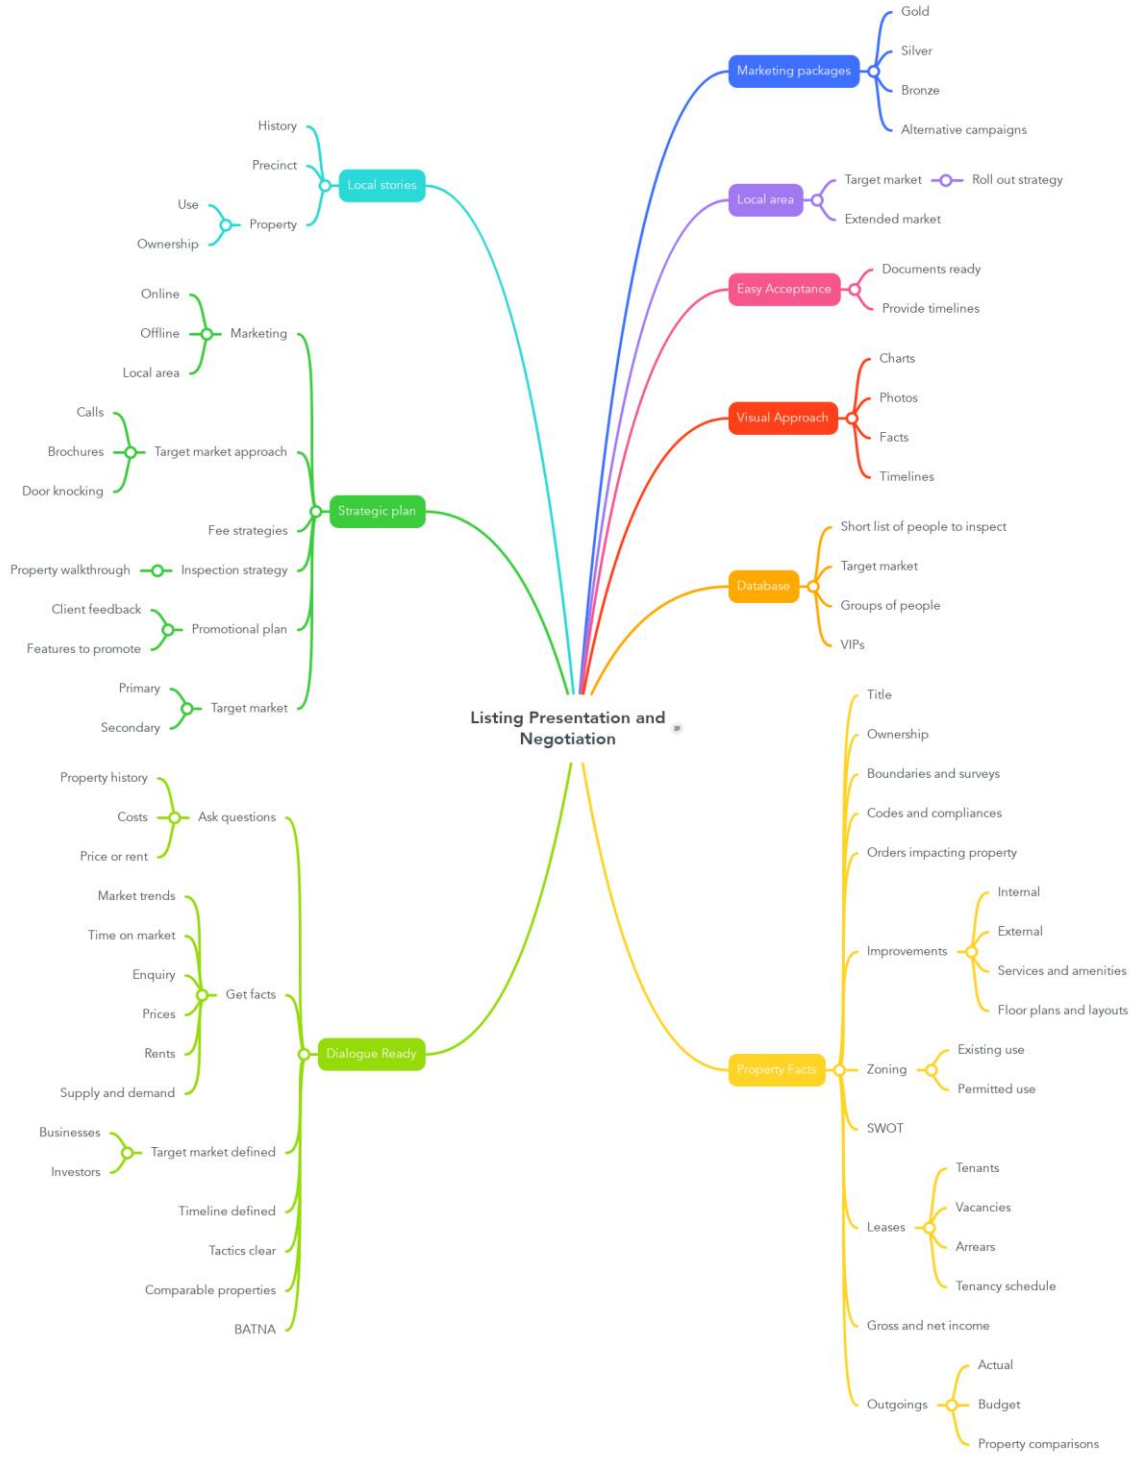 Listing Presentation and
Negotiation
Marketing packages
Gold
Silver
Bronze
Alternative campaigns
Local area
Target market
Roll out strategy
Extended market
Easy Acceptance
Documents ready
Provide timelines
Visual Approach
Charts
Photos
Facts
Timelines
Database
Short list of people to inspect
Target market
Groups of people
VIPs
Property Facts
Title
Ownership
Boundaries and surveys
Codes and compliances
Orders impacting property
Improvements
Internal
External
Services and amenities
Floor plans and layouts
Zoning
Existing use
Permitted use
SWOT
Leases
Tenants
Vacancies
Arrears
Tenancy schedule
Gross and net income
Outgoings
Actual
Budget
Property comparisons
Local stories
History
Precinct
Property
Use
Ownership
Strategic plan
Marketing
Online
Offline
Local area
Target market approach
Calls
Brochures
Door knocking
Fee strategies
Inspection strategy
Property walkthrough
Promotional plan
Client feedback
Features to promote
Target market
Primary
Secondary
Dialogue Ready
Ask questions
Property history
Costs
Price or rent
Get facts
Market trends
Time on market
Enquiry
Prices
Rents
Supply and demand
Target market defined
Businesses
Investors
Timeline defined
Tactics clear
Comparable properties
BATNA